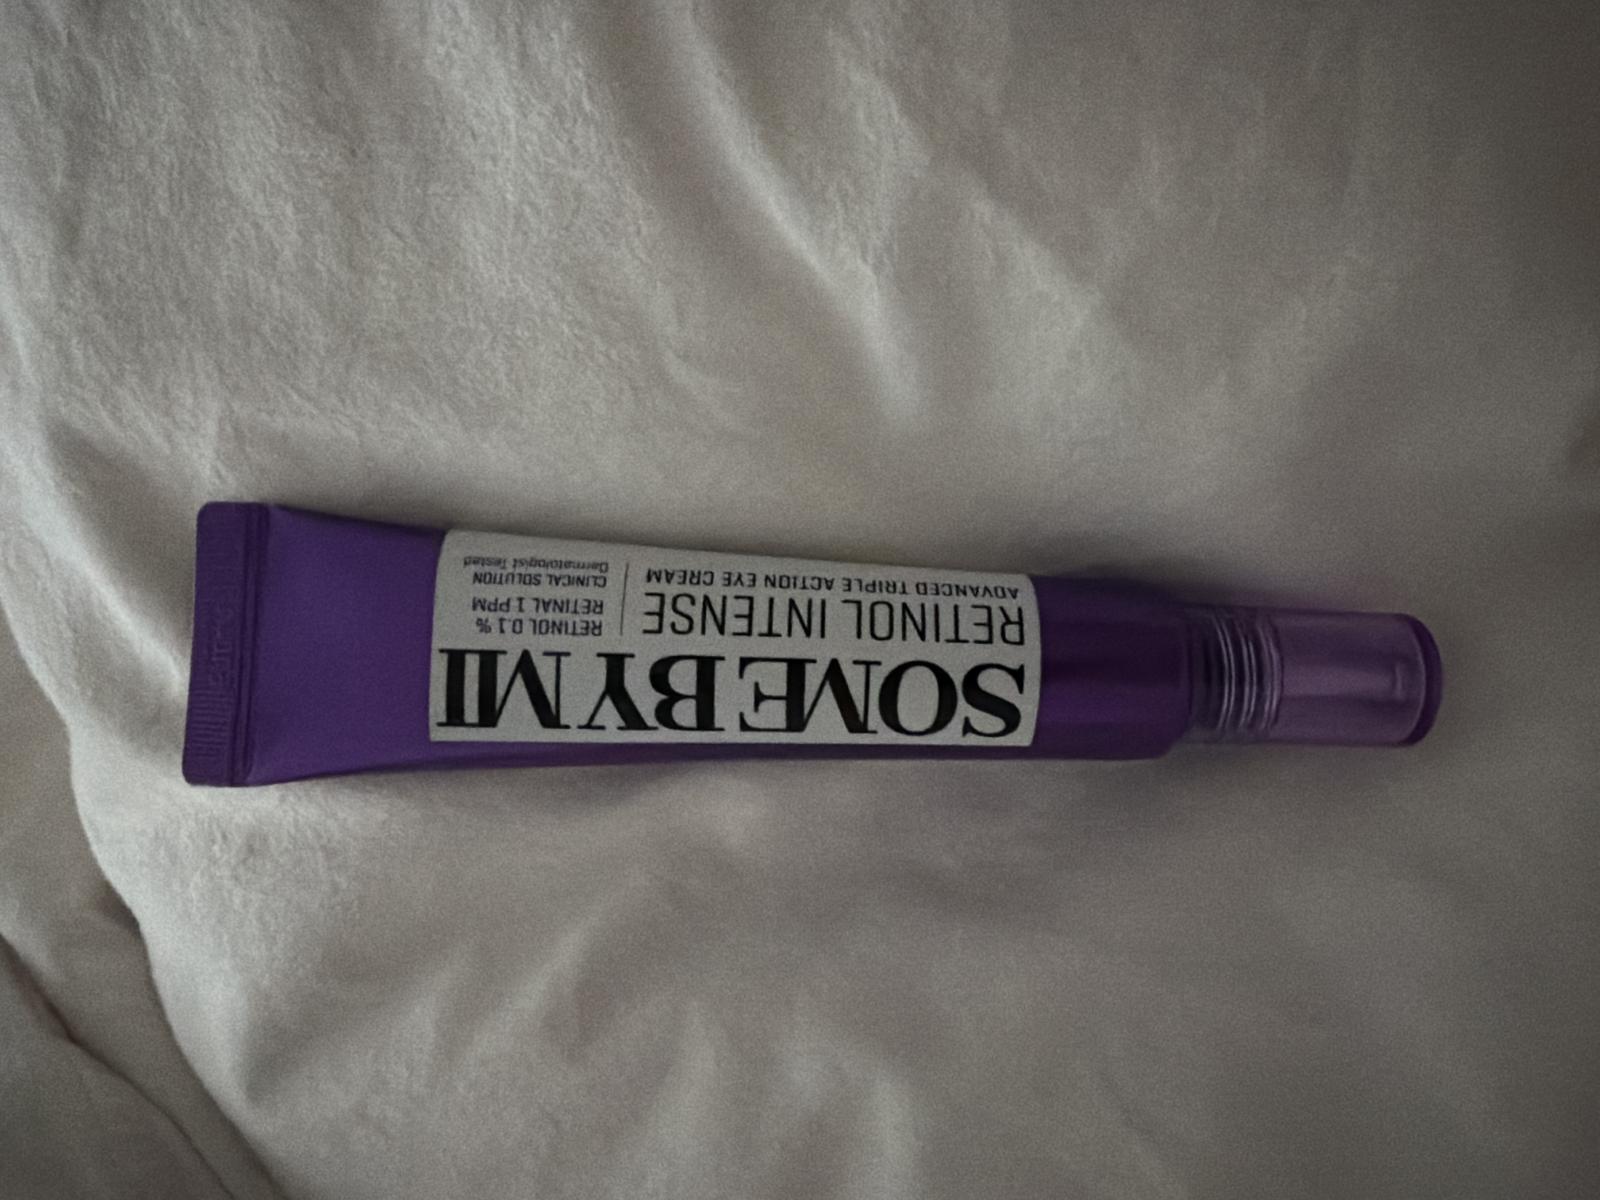 SOME BY MI
RETINOL INTENSE
ADVANCED TRIPLE ACTION EYE CREAM
RETINOL 0.1 %
RETINAL 1 PPM
CLINICAL SOLUTION
Dermatologist Tested